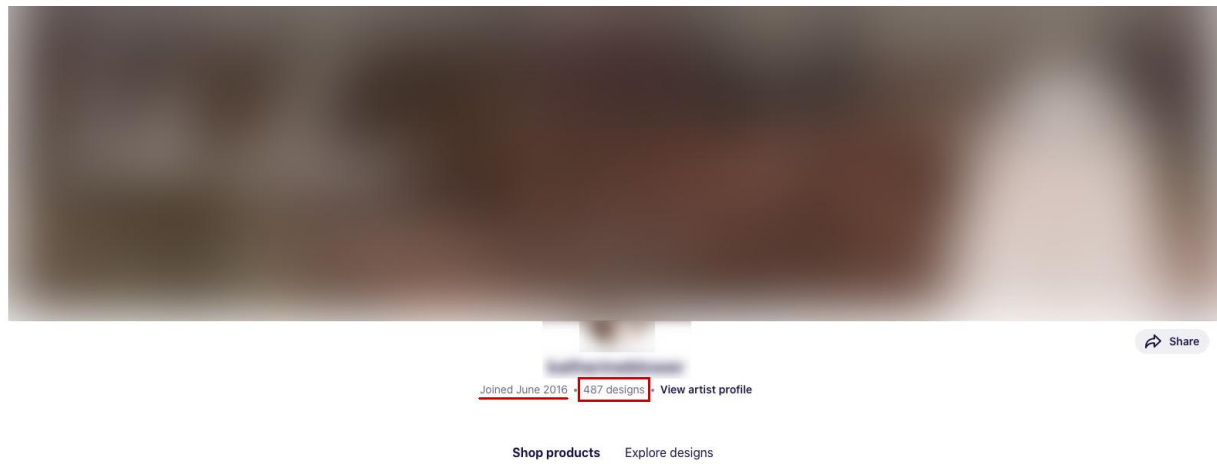 Share
Joined June 2016 • 487 designs • View artist profile
Shop products Explore designs